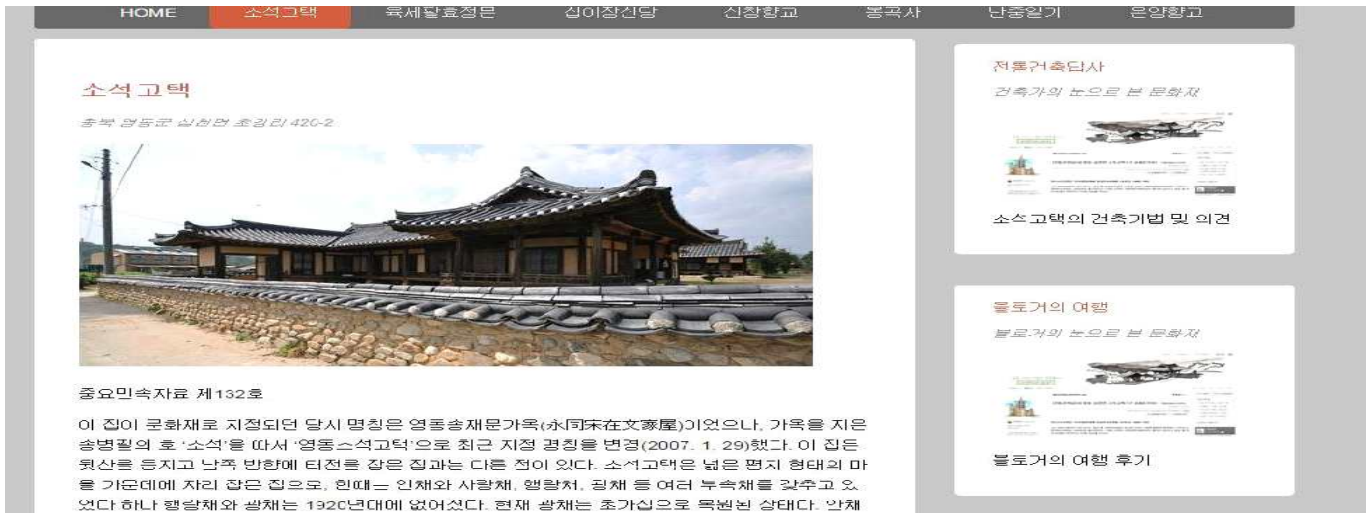 HOME 소석고택 육세팔효정문 십이장신당 신창향교 봉곡사 난중일기 온양향교
소석고택
충북 영동군 심천면 초강리 420-2
중요민속자료 제132호
이 집이 문화재로 지정되던 당시 명칭은 영동송재문가옥(永同宋在文家屋)이었으나, 가옥을 지은
송병필의 호 '소석'을 따서 '영동소석고택'으로 최근 지정 명칭을 변경(2007. 1. 29)했다. 이 집은
뒷산를 등지고 남쪽 방향에 터전를 잡은 집과는 다른 점이 있다. 소석고택은 넓은 평지 형태의 마
을 가운데에 자리 잡은 집으로, 한때는 안채와 사랑채, 행랑채, 광채 등 여러 부속채를 갖추고 있
었다 하나 행랑채와 광채는 1920년대에 없어졌다. 현재 광채는 초가집으로 복원된 상태다. 안채
전통건축답사
건축가의 눈으로 본 문화재
소석고택의 건축기법 및 의견
블로거의 여행
블로거의 눈으로 본 문화재
블로거의 여행 후기